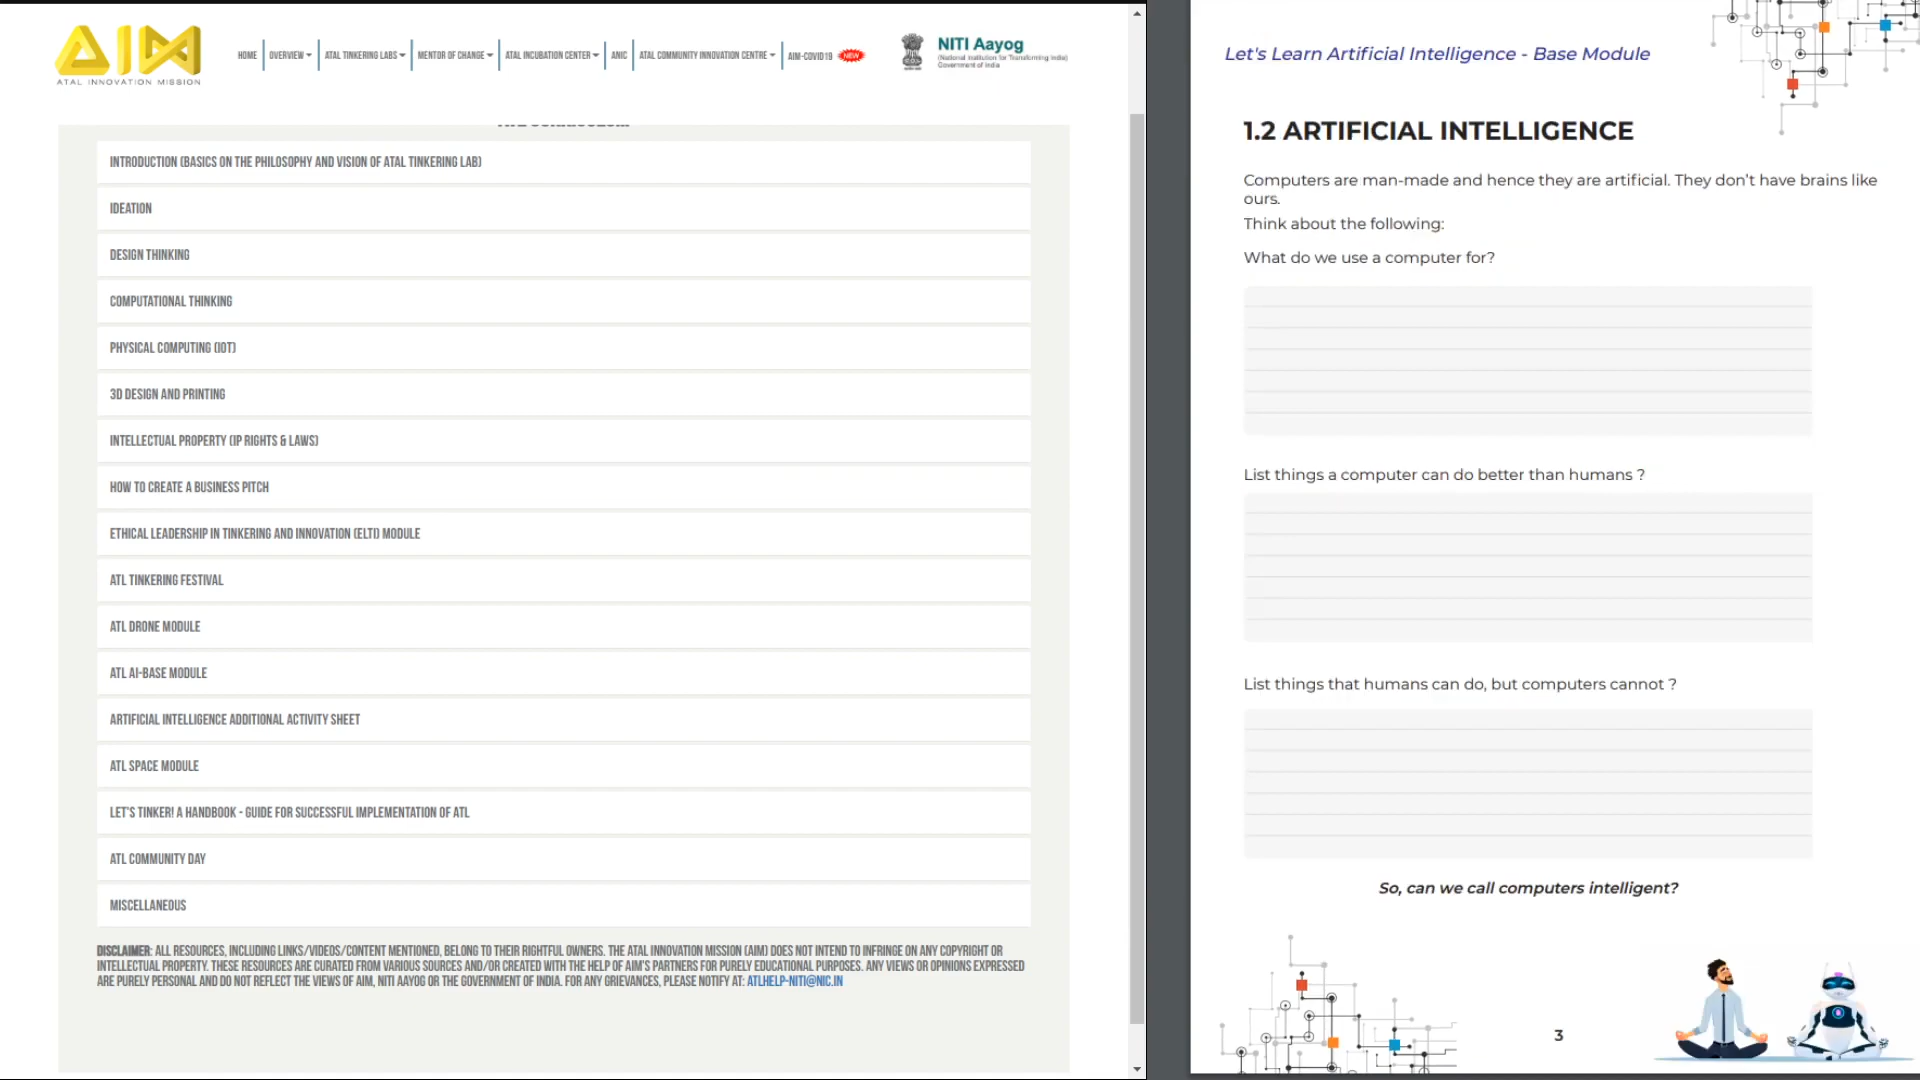 ATAL INNOVATION MISSION
HOME
OVERVIEW
ATAL TINKERING LABS
MENTOR OF CHANGE
ATAL INCUBATION CENTER
ANIC
ATAL COMMUNITY INNOVATION CENTRE
AIM-COVID19
NEW
NITI Aayog
(National Institution for Transforming India)
Government of India
INTRODUCTION (BASICS ON THE PHILOSOPHY AND VISION OF ATAL TINKERING LAB)
IDEATION
DESIGN THINKING
COMPUTATIONAL THINKING
PHYSICAL COMPUTING (IOT)
3D DESIGN AND PRINTING
INTELLECTUAL PROPERTY (IP RIGHTS & LAWS)
HOW TO CREATE A BUSINESS PITCH
ETHICAL LEADERSHIP IN TINKERING AND INNOVATION (ELTI) MODULE
ATL TINKERING FESTIVAL
ATL DRONE MODULE
ATL AI-BASE MODULE
ARTIFICIAL INTELLIGENCE ADDITIONAL ACTIVITY SHEET
ATL SPACE MODULE
LET'S TINKER! A HANDBOOK - GUIDE FOR SUCCESSFUL IMPLEMENTATION OF ATL
ATL COMMUNITY DAY
MISCELLANEOUS
DISCLAIMER: ALL RESOURCES, INCLUDING LINKS/VIDEOS/CONTENT MENTIONED, BELONG TO THEIR RIGHTFUL OWNERS. THE ATAL INNOVATION MISSION (AIM) DOES NOT INTEND TO INFRINGE ON ANY COPYRIGHT OR
INTELLECTUAL PROPERTY. THESE RESOURCES ARE CURATED FROM VARIOUS SOURCES AND/OR CREATED WITH THE HELP OF AIM'S PARTNERS FOR PURELY EDUCATIONAL PURPOSES. ANY VIEWS OR OPINIONS EXPRESSED
ARE PURELY PERSONAL AND DO NOT REFLECT THE VIEWS OF AIM, NITI AAYOG OR THE GOVERNMENT OF INDIA. FOR ANY GRIEVANCES, PLEASE NOTIFY AT: ATLHELP-NITI@NIC.IN
Let's Learn Artificial Intelligence - Base Module
1.2 ARTIFICIAL INTELLIGENCE
Computers are man-made and hence they are artificial. They don't have brains like
ours.
Think about the following:
What do we use a computer for?
List things a computer can do better than humans ?
List things that humans can do, but computers cannot ?
So, can we call computers intelligent?
3